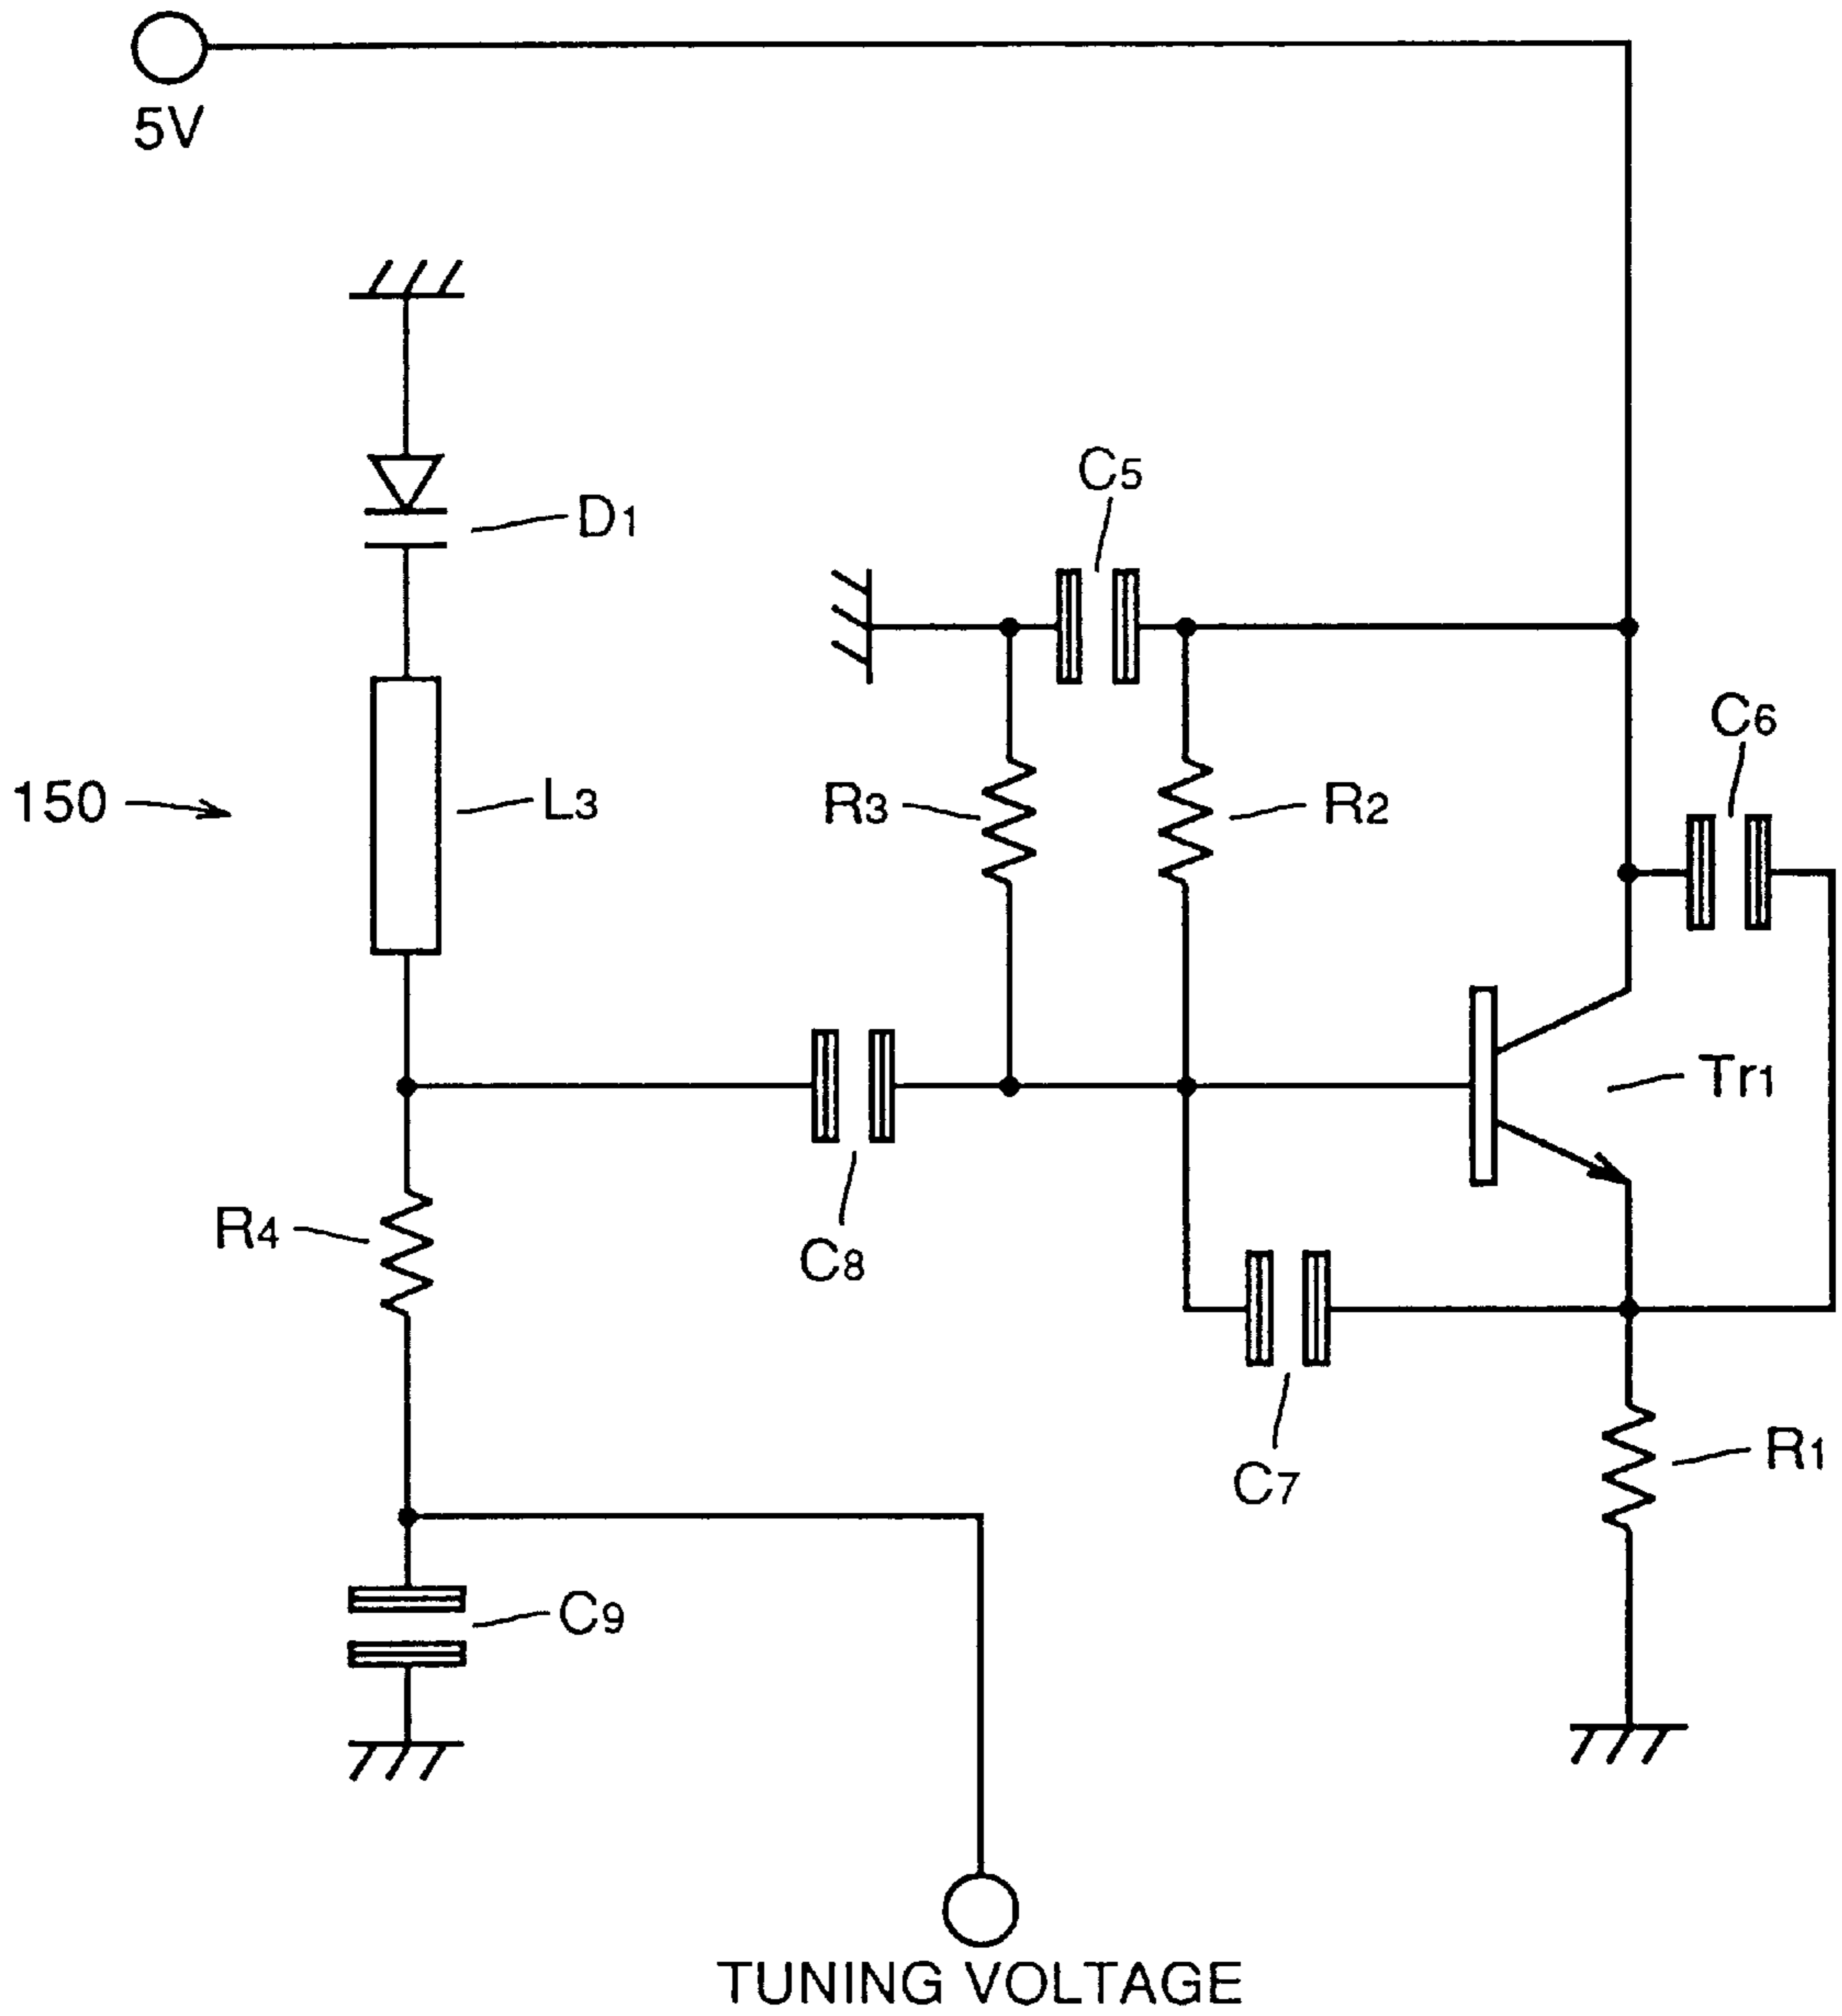 5V
C5
D1
C6
150
L3
R3
R2
Tr1
R4
C8
R1
C7
C9
TUNING VOLTAGE